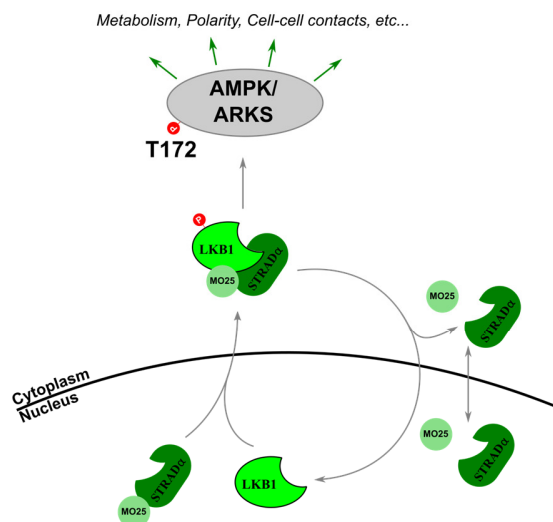 Metabolism, Polarity, Cell-cell contacts, etc...
AMPK/
ARKS
P
T172
P
LKB1
STRADα
MO25
MO25
STRADα
Cytoplasm
Nucleus
MO25
STRADα
STRADα
MO25
LKB1